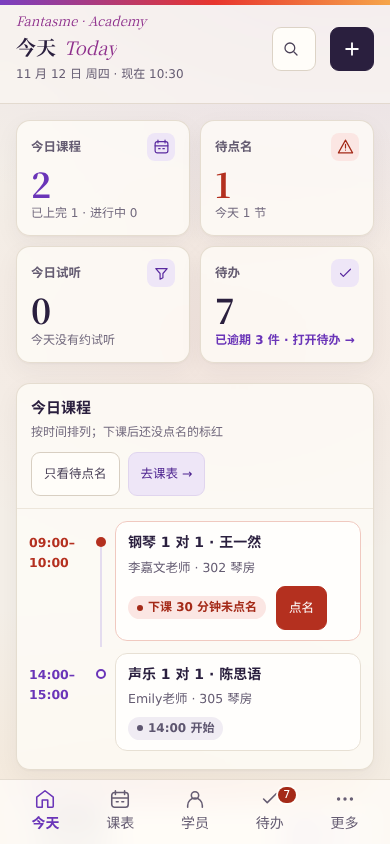 Fantasme · Academy
今天 Today
11 月 12 日 周四 · 现在 10:30
今日课程
2
已上完 1 · 进行中 0
待点名
1
今天 1 节
今日试听
0
今天没有约试听
待办
7
已逾期 3 件 · 打开待办 →
今日课程
按时间排列；下课后还没点名的标红
只看待点名
去课表 →
09:00–
10:00
钢琴 1 对 1 · 王一然
李嘉文老师 · 302 琴房
下课 30 分钟未点名
点名
14:00–
15:00
声乐 1 对 1 · 陈思语
Emily老师 · 305 琴房
14:00 开始
今天
课表
学员
7
待办
更多